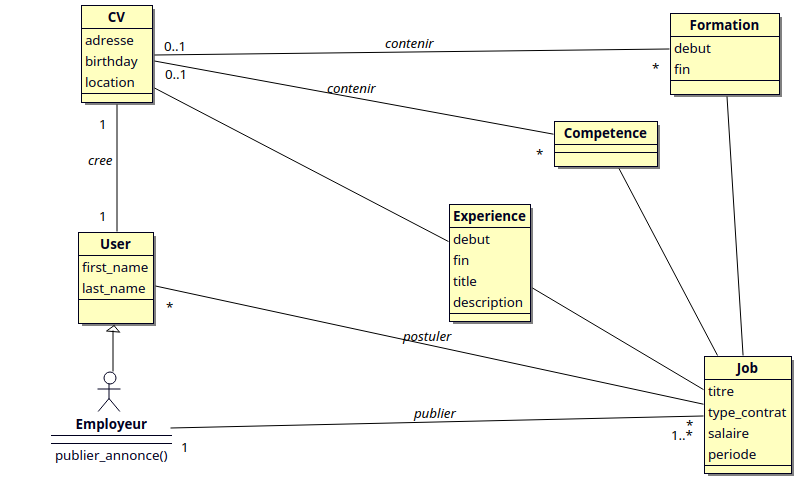 CV
adresse
birthday
location
0..1
contenir
Formation
debut
fin
*
0..1
contenir
Competence
*
1
cree
1
User
first_name
last_name
*
Experience
debut
fin
title
description
postuler
Employeur
publier_annonce()
1
publier
*
1..*
Job
titre
type_contrat
salaire
periode